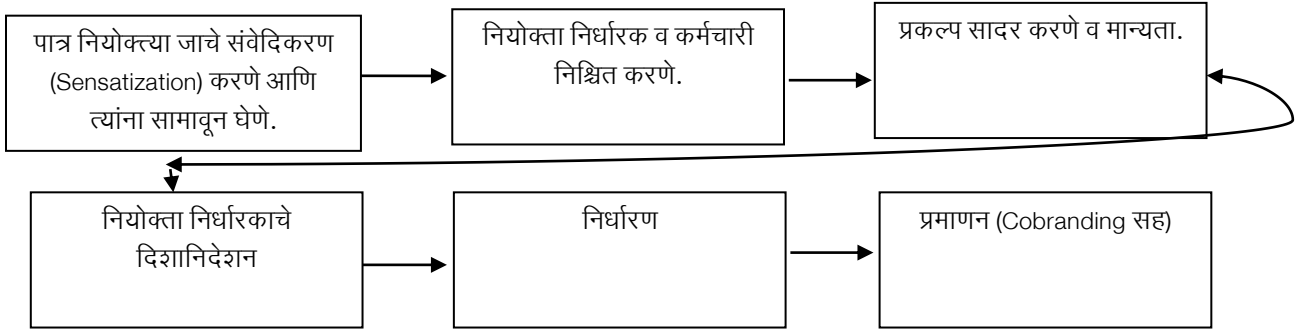 पात्र नियोक्त्या जाचे संवेदिकरण
(Sensatization) करणे आणि
त्यांना सामावून घेणे.
नियोक्ता निर्धारक व कर्मचारी
निश्चित करणे.
प्रकल्प सादर करणे व मान्यता.
नियोक्ता निर्धारकाचे
दिशानिदेशन
निर्धारण
प्रमाणन (Cobranding सह)